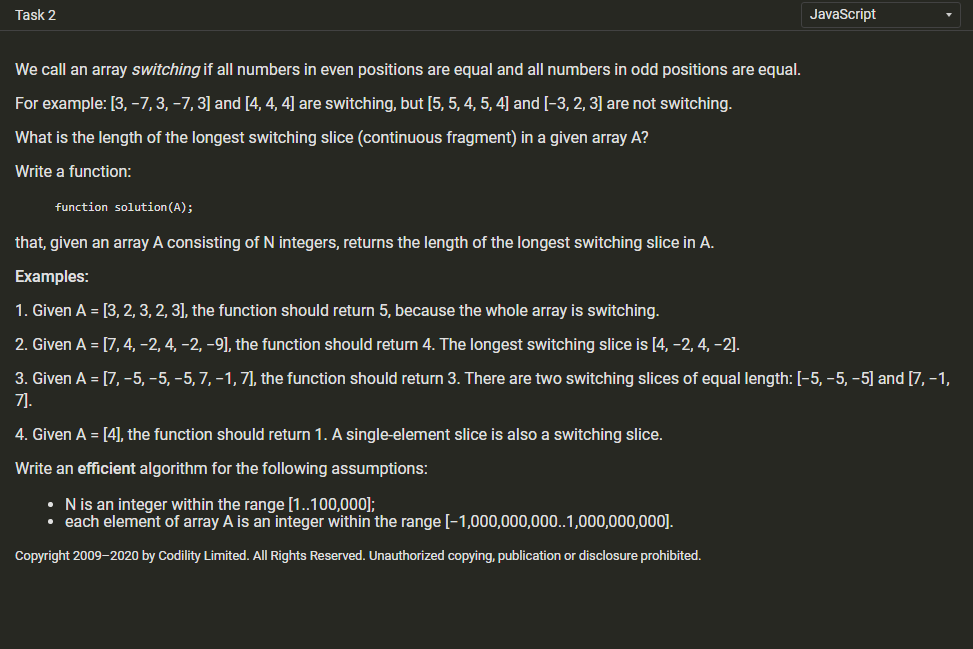 Task 2
JavaScript
We call an array switching if all numbers in even positions are equal and all numbers in odd positions are equal.
For example: [3, −7, 3, −7, 3] and [4, 4, 4] are switching, but [5, 5, 4, 5, 4] and [−3, 2, 3] are not switching.
What is the length of the longest switching slice (continuous fragment) in a given array A?
Write a function:
function solution(A);
that, given an array A consisting of N integers, returns the length of the longest switching slice in A.
Examples:
1. Given A = [3, 2, 3, 2, 3], the function should return 5, because the whole array is switching.
2. Given A = [7, 4, −2, 4, −2, −9], the function should return 4. The longest switching slice is [4, −2, 4, −2].
3. Given A = [7, −5, −5, −5, 7, −1, 7], the function should return 3. There are two switching slices of equal length: [−5, −5, −5] and [7, −1,
7].
4. Given A = [4], the function should return 1. A single-element slice is also a switching slice.
Write an efficient algorithm for the following assumptions:
• N is an integer within the range [1..100,000];
• each element of array A is an integer within the range [−1,000,000,000..1,000,000,000].
Copyright 2009–2020 by Codility Limited. All Rights Reserved. Unauthorized copying, publication or disclosure prohibited.